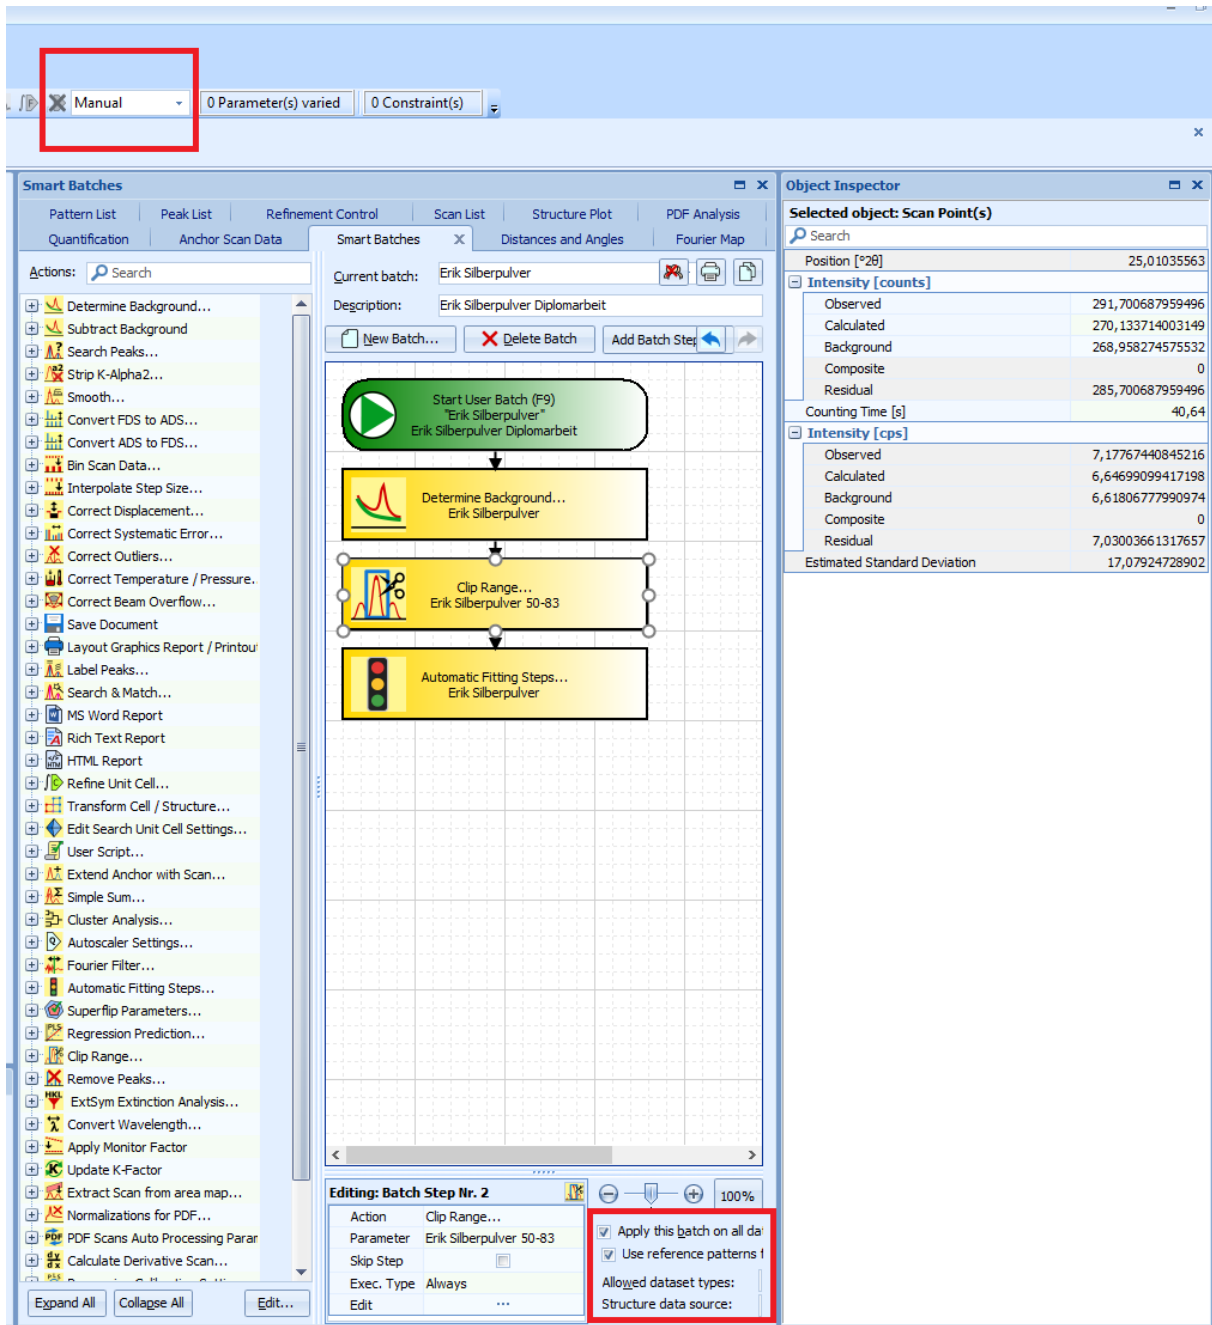 Manual
0 Parameter(s) varied
0 Constraint(s)
Smart Batches
Pattern List
Peak List
Refinement Control
Scan List
Structure Plot
PDF Analysis
Quantification
Anchor Scan Data
Smart Batches
Distances and Angles
Fourier Map
Actions:
Search
Determine Background...
Subtract Background
Search Peaks...
Strip K-Alpha2...
Smooth...
Convert FDS to ADS...
Convert ADS to FDS...
Bin Scan Data...
Interpolate Step Size...
Correct Displacement...
Correct Systematic Error...
Correct Outliers...
Correct Temperature / Pressure.
Correct Beam Overflow...
Save Document
Layout Graphics Report / Printou
Label Peaks...
Search & Match...
MS Word Report
Rich Text Report
HTML Report
Refine Unit Cell...
Transform Cell / Structure...
Edit Search Unit Cell Settings...
User Script...
Extend Anchor with Scan...
Simple Sum...
Cluster Analysis...
Autoscaler Settings...
Fourier Filter...
Automatic Fitting Steps...
Superflip Parameters...
Regression Prediction...
Clip Range...
Remove Peaks...
ExtSym Extinction Analysis...
Convert Wavelength...
Apply Monitor Factor
Update K-Factor
Extract Scan from area map...
Normalizations for PDF...
PDF Scans Auto Processing Parar
Calculate Derivative Scan...
Expand All
Collapse All
Edit...
Current batch:
Erik Silberpulver
Description:
Erik Silberpulver Diplomarbeit
New Batch...
Delete Batch
Add Batch Step
Start User Batch (F9)
"Erik Silberpulver"
Erik Silberpulver Diplomarbeit
Determine Background...
Erik Silberpulver
Clip Range...
Erik Silberpulver 50-83
Automatic Fitting Steps...
Erik Silberpulver
Editing: Batch Step Nr. 2
Action Clip Range...
Parameter Erik Silberpulver 50-83
Skip Step
Exec. Type Always
Edit ...
100%
Apply this batch on all dat
Use reference patterns f
Allowed dataset types:
Structure data source:
Object Inspector
Selected object: Scan Point(s)
Search
Position [°2θ] 25,01035563
Intensity [counts]
Observed 291,700687959496
Calculated 270,133714003149
Background 268,958274575532
Composite 0
Residual 285,700687959496
Counting Time [s] 40,64
Intensity [cps]
Observed 7,17767440845216
Calculated 6,64699099417198
Background 6,61806777990974
Composite 0
Residual 7,03003661317657
Estimated Standard Deviation 17,07924728902